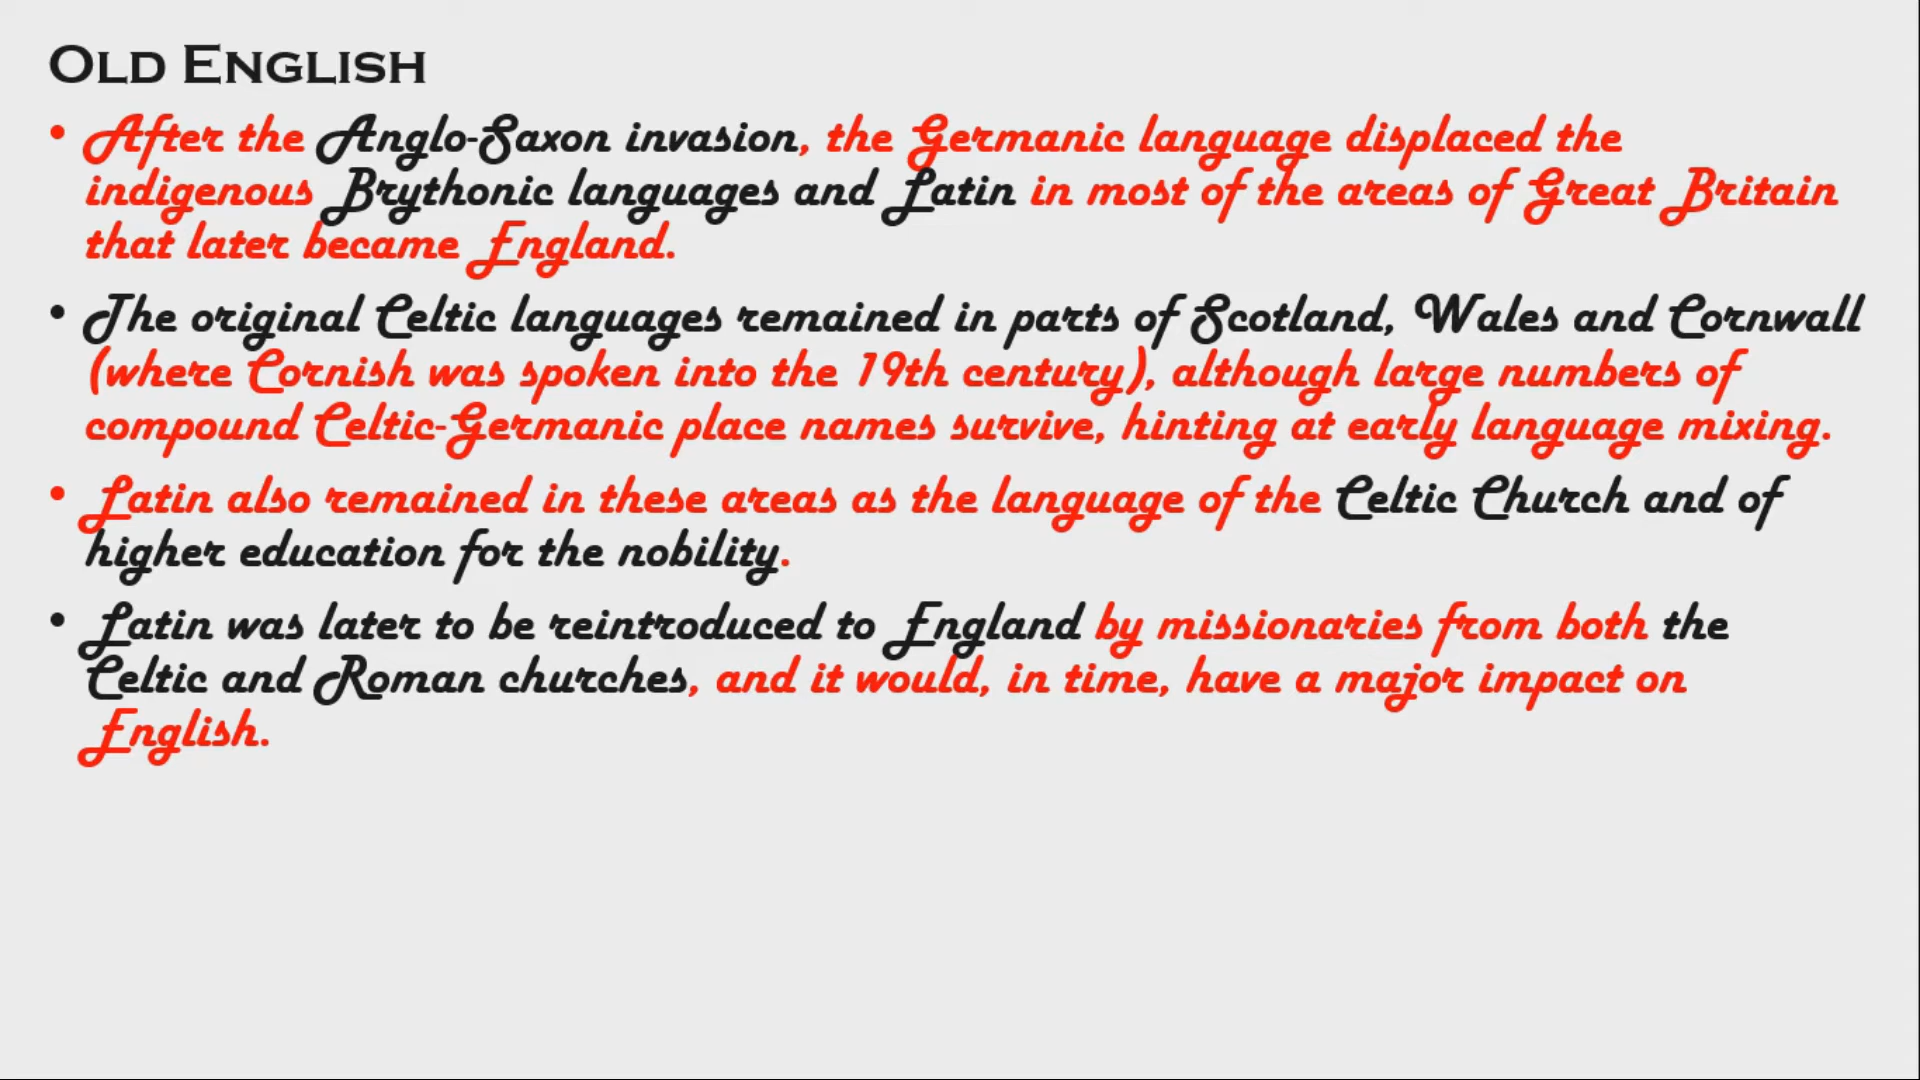 Old English
• After the Anglo-Saxon invasion, the Germanic language displaced the
indigenous Brythonic languages and Latin in most of the areas of Great Britain
that later became England.
• The original Celtic languages remained in parts of Scotland, Wales and Cornwall
(where Cornish was spoken into the 19th century), although large numbers of
compound Celtic-Germanic place names survive, hinting at early language mixing.
• Latin also remained in these areas as the language of the Celtic Church and of
higher education for the nobility.
• Latin was later to be reintroduced to England by missionaries from both the
Celtic and Roman churches, and it would, in time, have a major impact on
English.